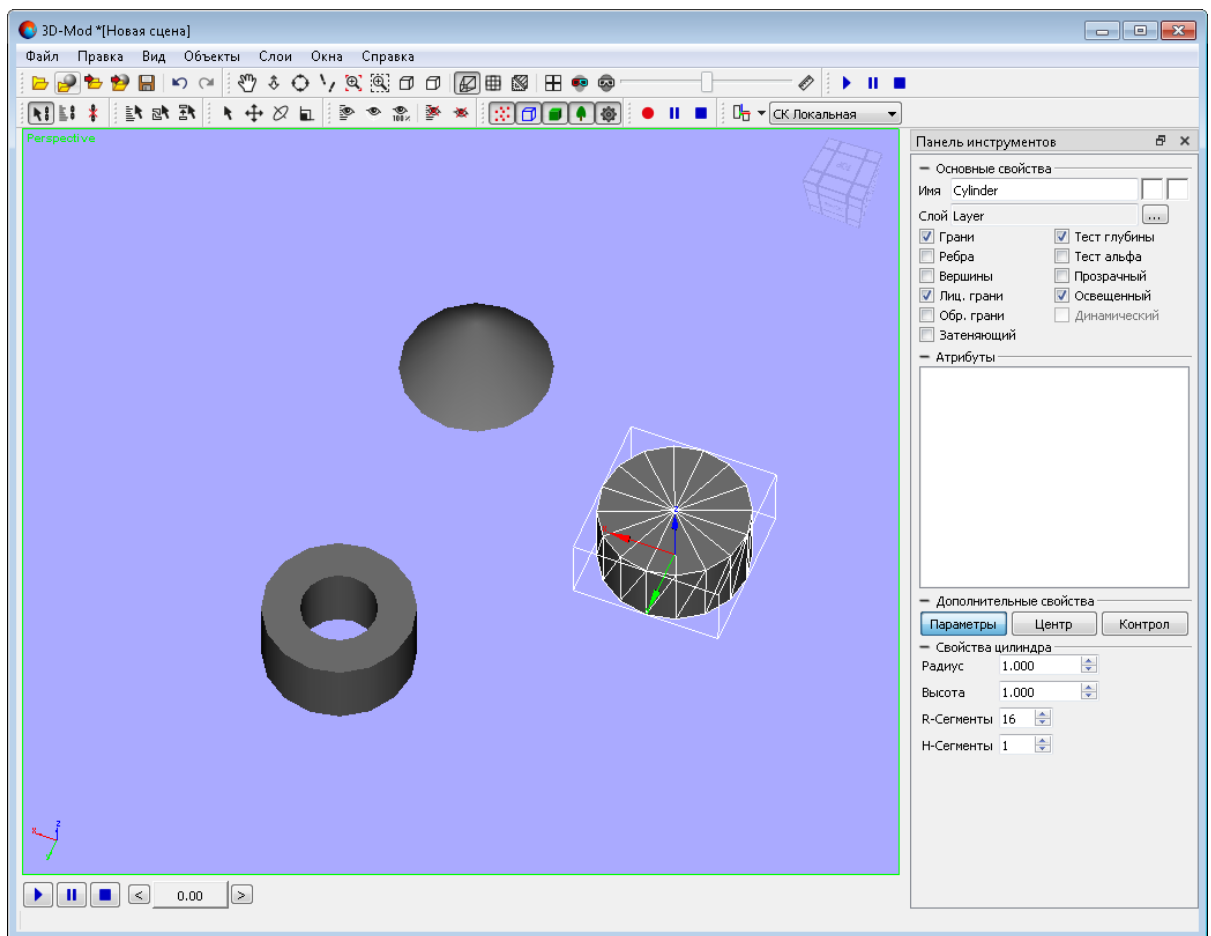 3D-Mod *[Новая сцена]
Файл Правка Вид Объекты Слои Окна Справка
100%
СК Локальная
Perspective
Панель инструментов
Основные свойства
Имя Cylinder
Слой Layer ...
Грани Тест глубины
Ребра Тест альфа
Вершины Прозрачный
Лиц. грани Освещенный
Обр. грани Динамический
Затеняющий
Атрибуты
Дополнительные свойства
Параметры Центр Контрол
Свойства цилиндра
Радиус 1.000
Высота 1.000
R-Сегменты 16
H-Сегменты 1
z
x
z
x
y
< 0.00 >